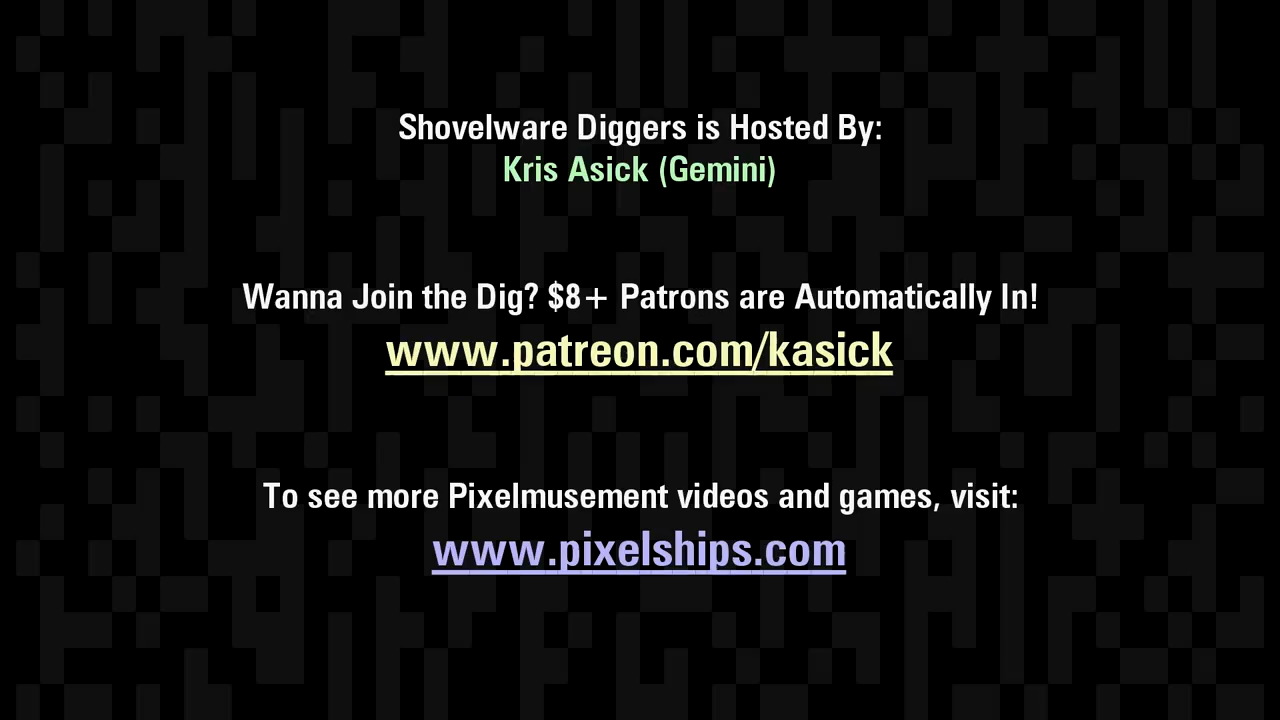 Shovelware Diggers is Hosted By:
Kris Asick (Gemini)
Wanna Join the Dig? $8+ Patrons are Automatically In!
www.patreon.com/kasick
To see more Pixelmusement videos and games, visit:
www.pixelships.com